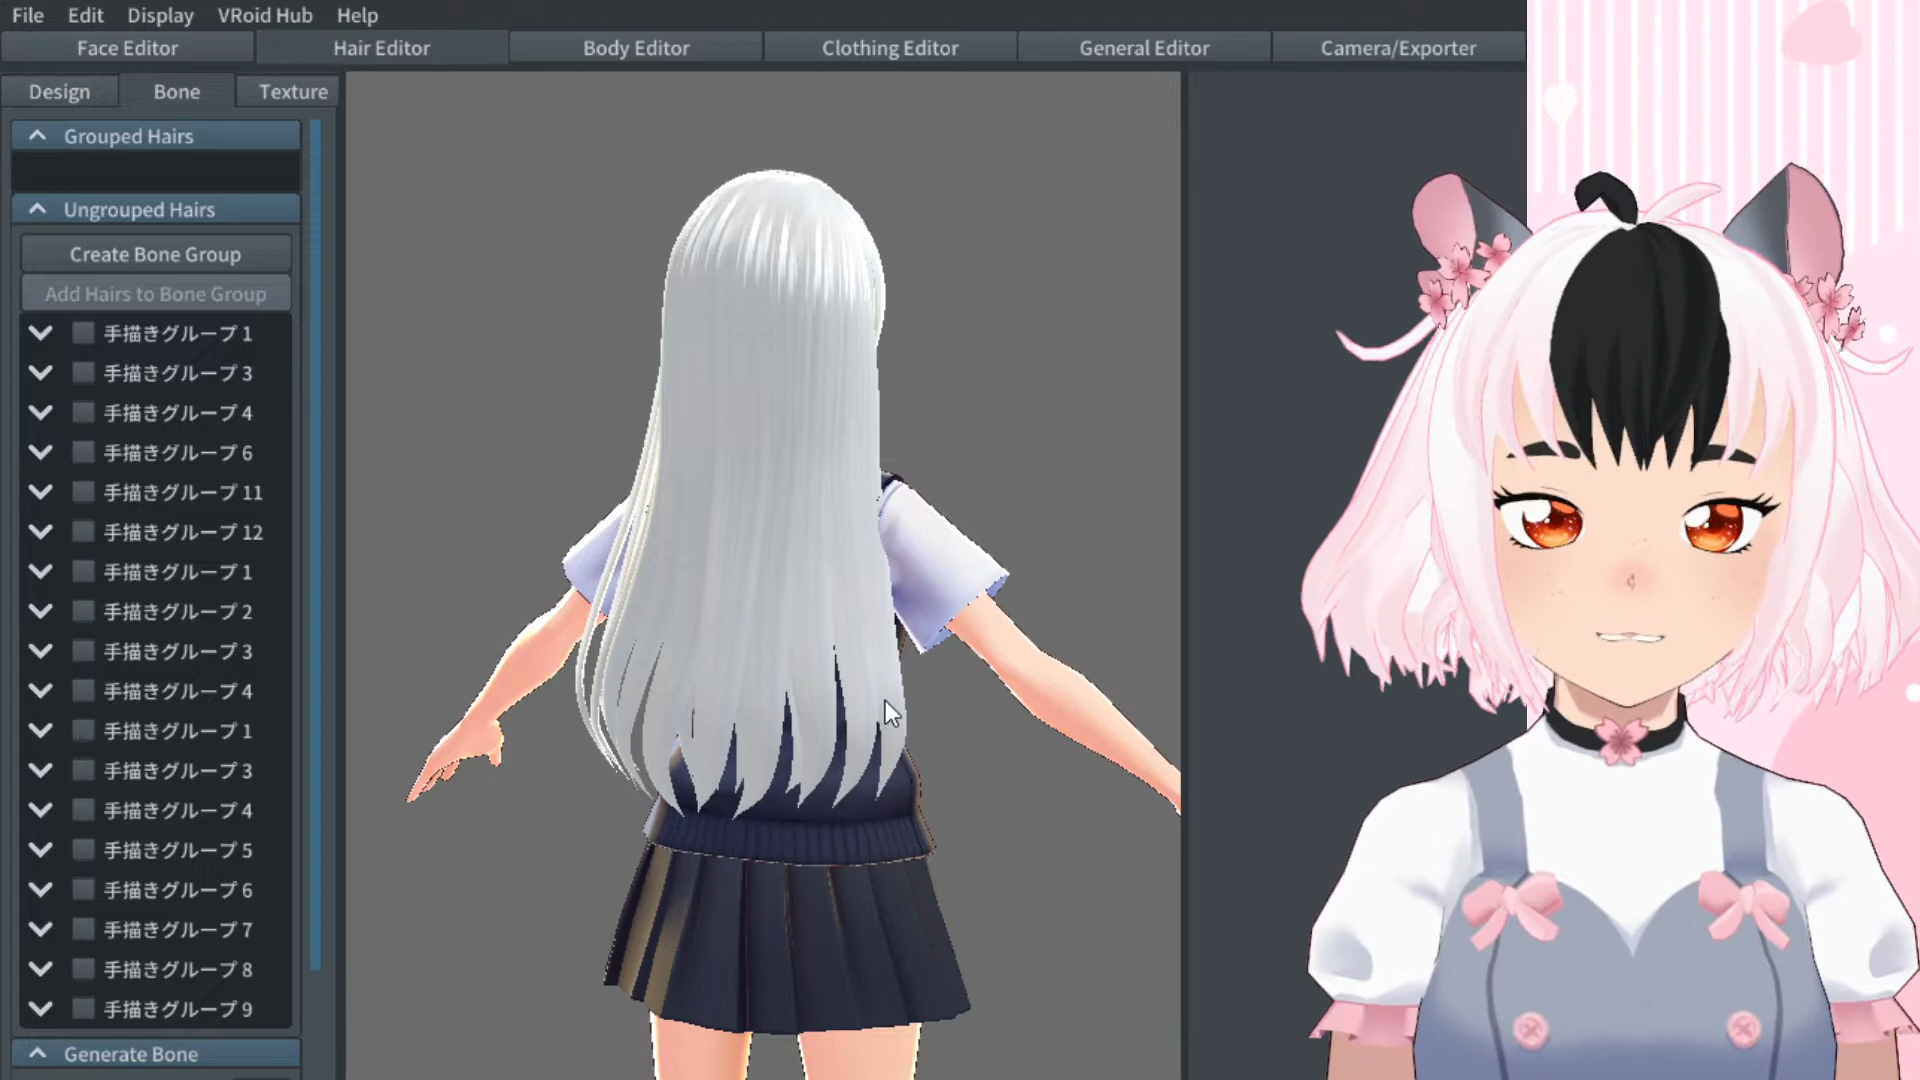 File Edit Display VRoid Hub Help
Face Editor Hair Editor Body Editor Clothing Editor General Editor Camera/Exporter
Design Bone Texture
Grouped Hairs
Ungrouped Hairs
Create Bone Group
Add Hairs to Bone Group
手描きグループ 1
手描きグループ 3
手描きグループ 4
手描きグループ 6
手描きグループ 11
手描きグループ 12
手描きグループ 1
手描きグループ 2
手描きグループ 3
手描きグループ 4
手描きグループ 1
手描きグループ 3
手描きグループ 4
手描きグループ 5
手描きグループ 6
手描きグループ 7
手描きグループ 8
手描きグループ 9
Generate Bone